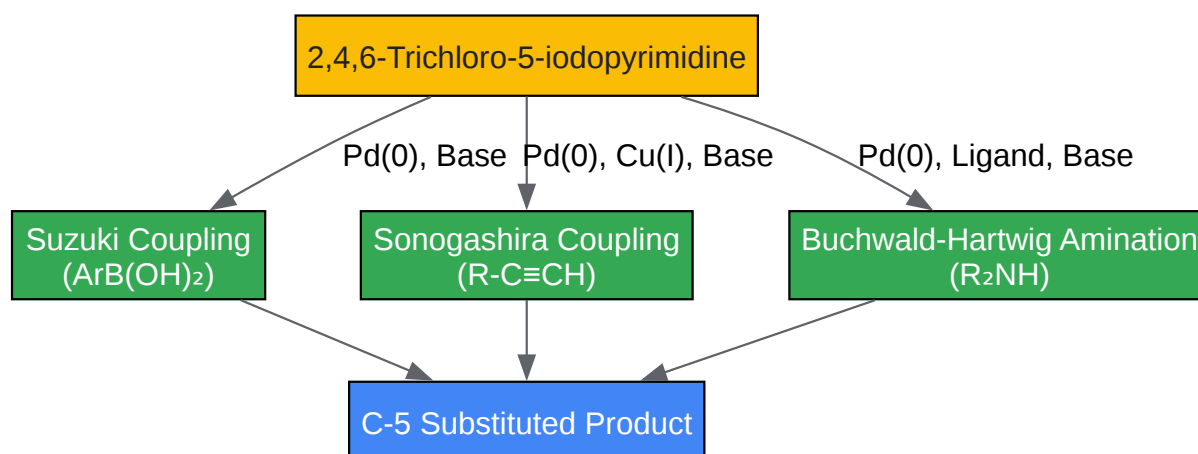 2,4,6-Trichloro-5-iodopyrimidine
Pd(0), Base
Pd(0), Cu(I), Base
Pd(0), Ligand, Base
Suzuki Coupling
(ArB(OH)₂)
Sonogashira Coupling
(R-C≡CH)
Buchwald-Hartwig Amination
(R₂NH)
C-5 Substituted Product